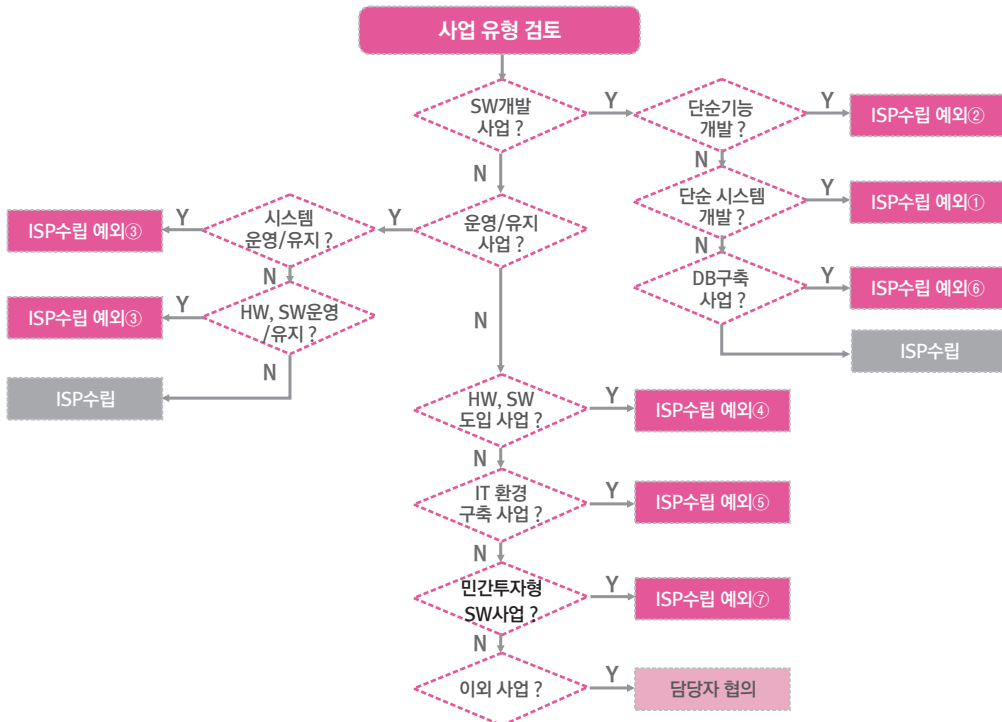 사업 유형 검토
SW개발
사업 ?
Y
단순기능
개발 ?
Y
ISP수립 예외②
N
N
단순 시스템
개발 ?
Y
ISP수립 예외①
ISP수립 예외③
Y
시스템
운영/유지 ?
Y
운영/유지
사업 ?
N
DB구축
사업 ?
Y
ISP수립 예외⑥
N
ISP수립 예외③
Y
HW, SW운영
/유지 ?
N
N
ISP수립
N
ISP수립
HW, SW
도입 사업 ?
Y
ISP수립 예외④
N
IT 환경
구축 사업 ?
Y
ISP수립 예외⑤
N
민간투자형
SW사업 ?
Y
ISP수립 예외⑦
N
이외 사업 ?
Y
담당자 협의